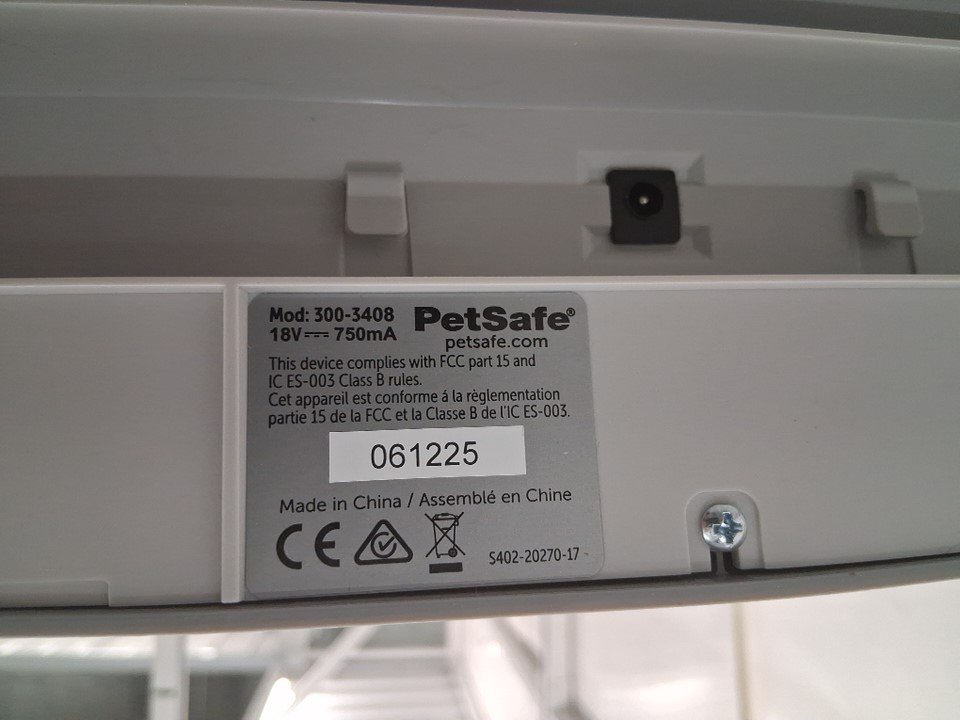 Mod: 300-3408
18V⎓750mA
PetSafe®
petsafe.com
This device complies with FCC part 15 and
IC ES-003 Class B rules.
Cet appareil est conforme á la règlementation
partie 15 de la FCC et la Classe B de l'IC ES-003.
061225
Made in China / Assemblé en Chine
CE
S402-20270-17